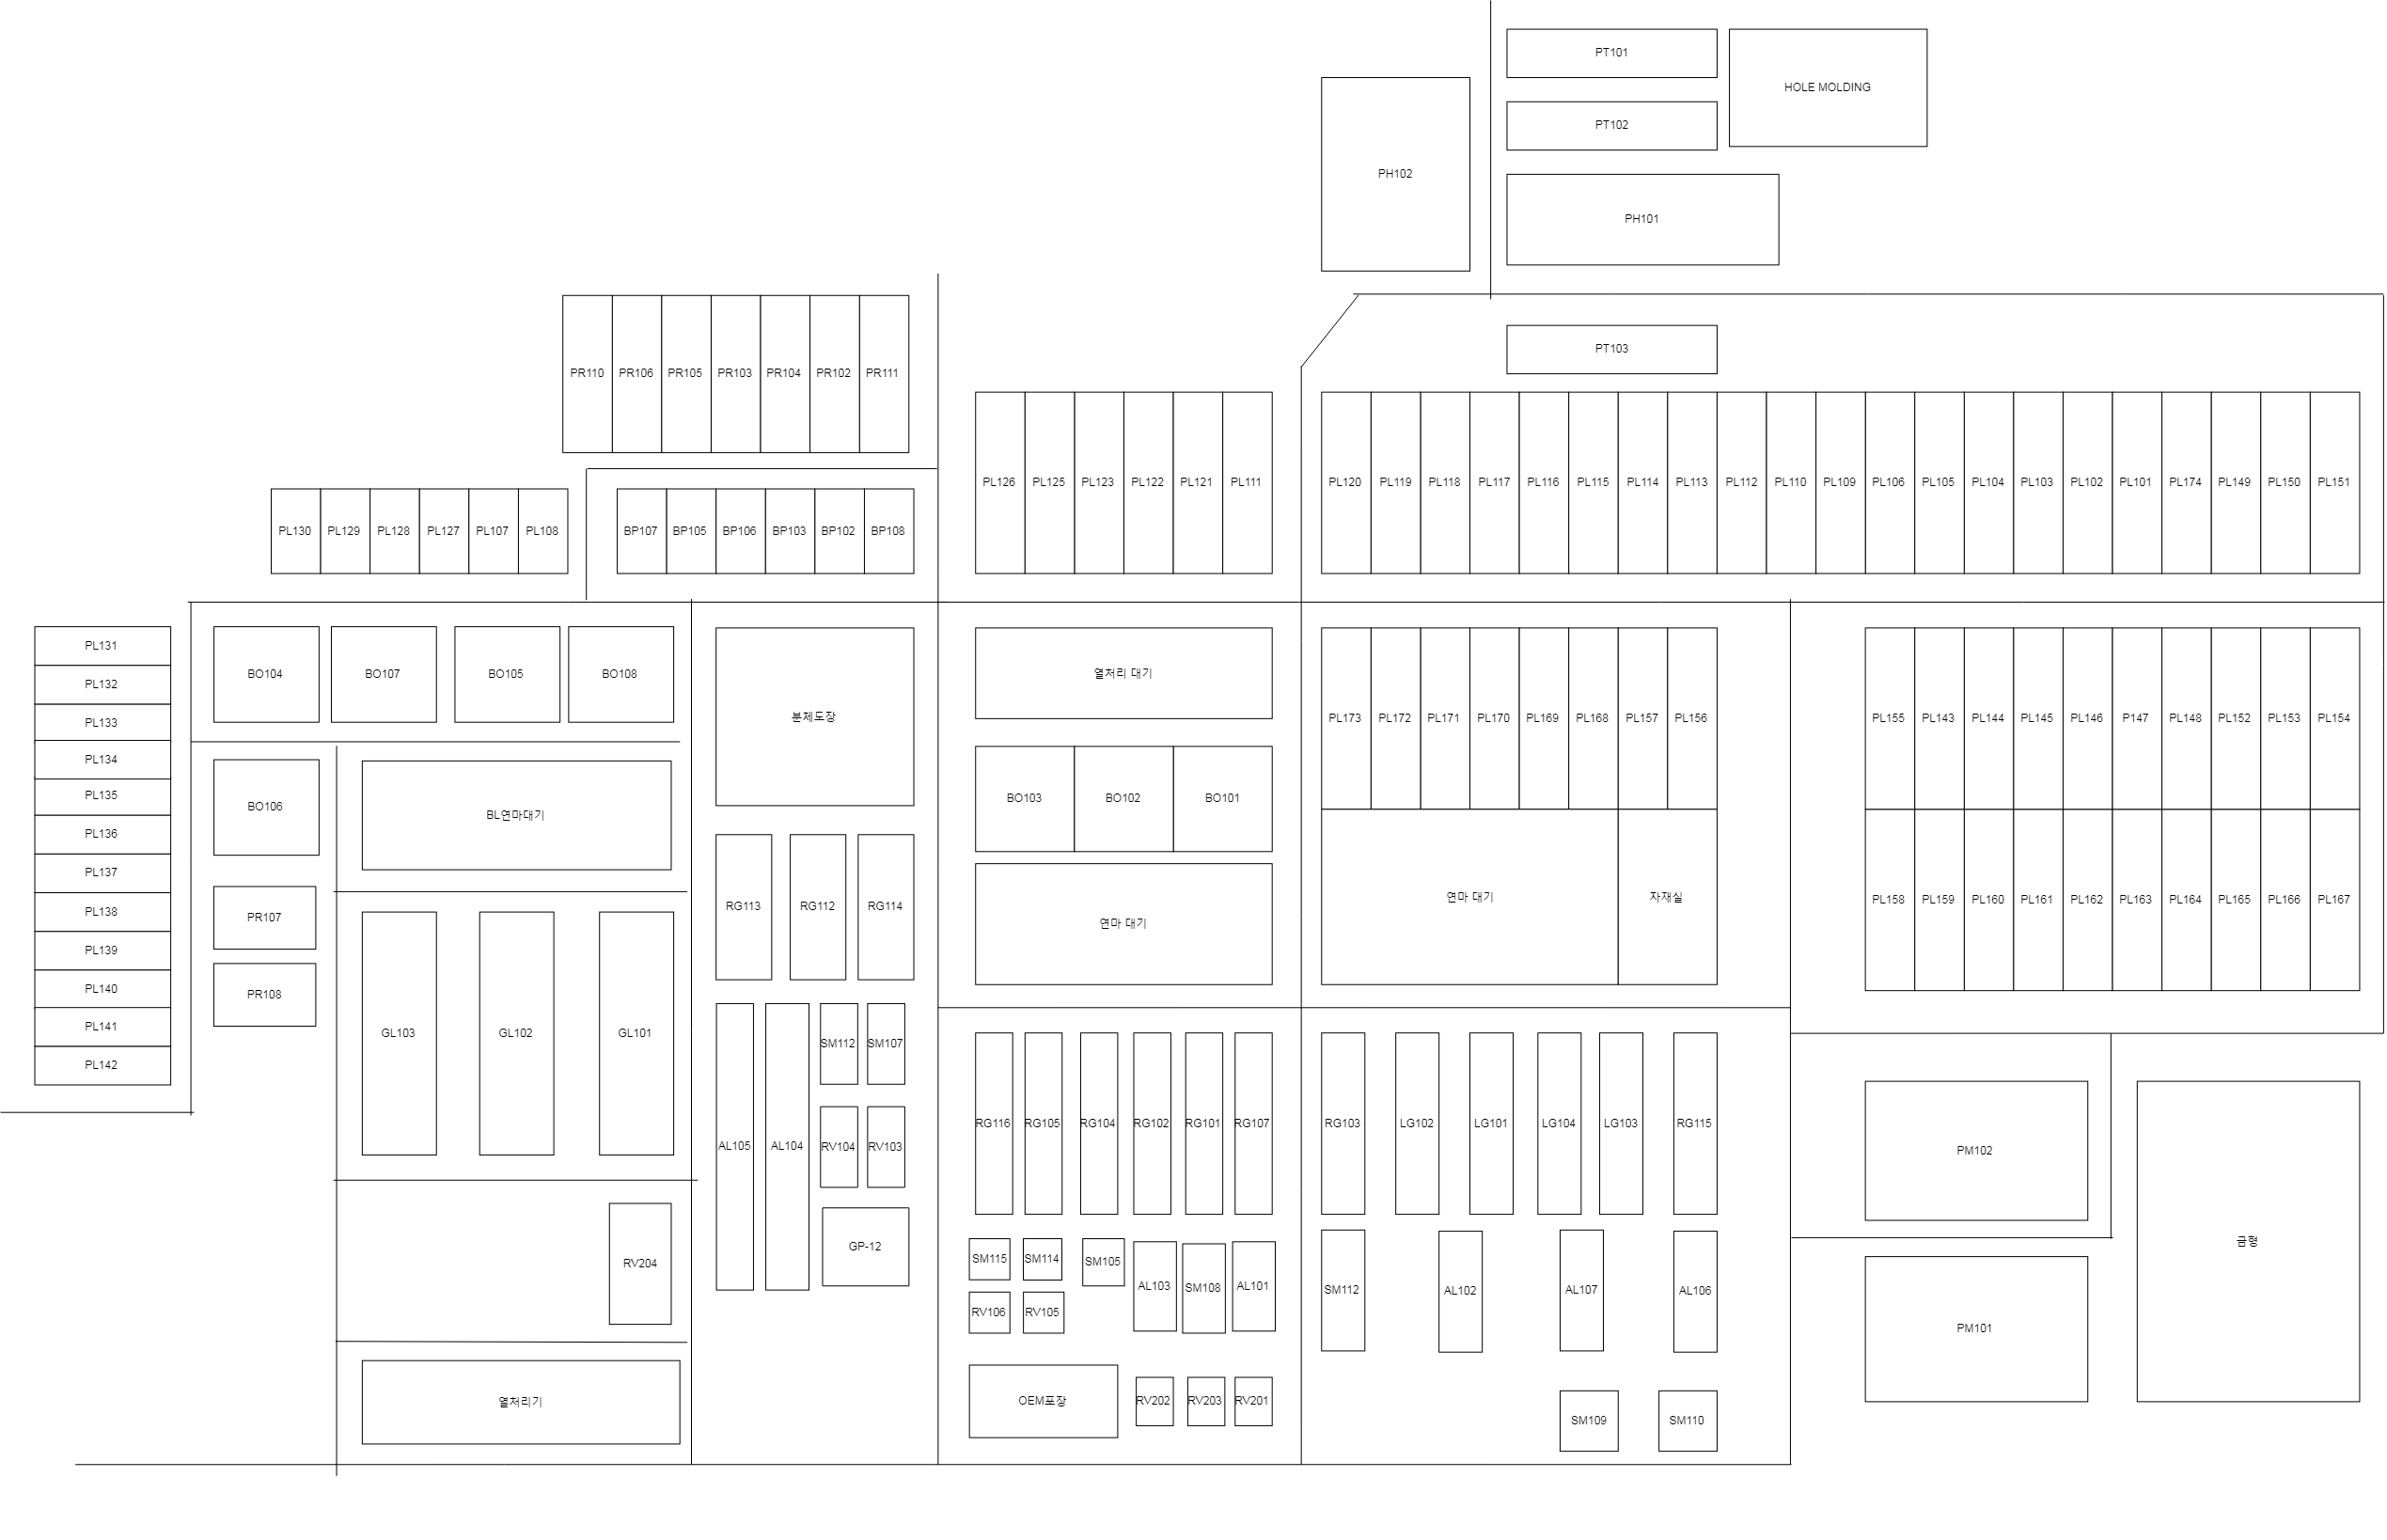 PT101
HOLE MOLDING
PT102
PH102
PH101
PT103
PR110
PR106
PR105
PR103
PR104
PR102
PR111
PL126
PL125
PL123
PL122
PL121
PL111
PL120
PL119
PL118
PL117
PL116
PL115
PL114
PL113
PL112
PL110
PL109
PL106
PL105
PL104
PL103
PL102
PL101
PL174
PL149
PL150
PL151
PL130
PL129
PL128
PL127
PL107
PL108
BP107
BP105
BP106
BP103
BP102
BP108
PL131
PL132
PL133
PL134
PL135
PL136
PL137
PL138
PL139
PL140
PL141
PL142
BO104
BO107
BO105
BO108
BO106
PR107
PR108
BL연마대기
GL103
GL102
GL101
RV204
열처리기
분체도장
RG113
RG112
RG114
AL105
AL104
SM112
SM107
RV104
RV103
GP-12
열처리 대기
BO103
BO102
BO101
연마 대기
RG116
RG105
RG104
RG102
RG101
RG107
SM115
SM114
SM105
AL103
SM108
AL101
RV106
RV105
OEM포장
RV202
RV203
RV201
PL173
PL172
PL171
PL170
PL169
PL168
PL157
PL156
연마 대기
자재실
RG103
LG102
LG101
LG104
LG103
RG115
SM112
AL102
AL107
AL106
SM109
SM110
PL155
PL143
PL144
PL145
PL146
P147
PL148
PL152
PL153
PL154
PL158
PL159
PL160
PL161
PL162
PL163
PL164
PL165
PL166
PL167
PM102
PM101
금형